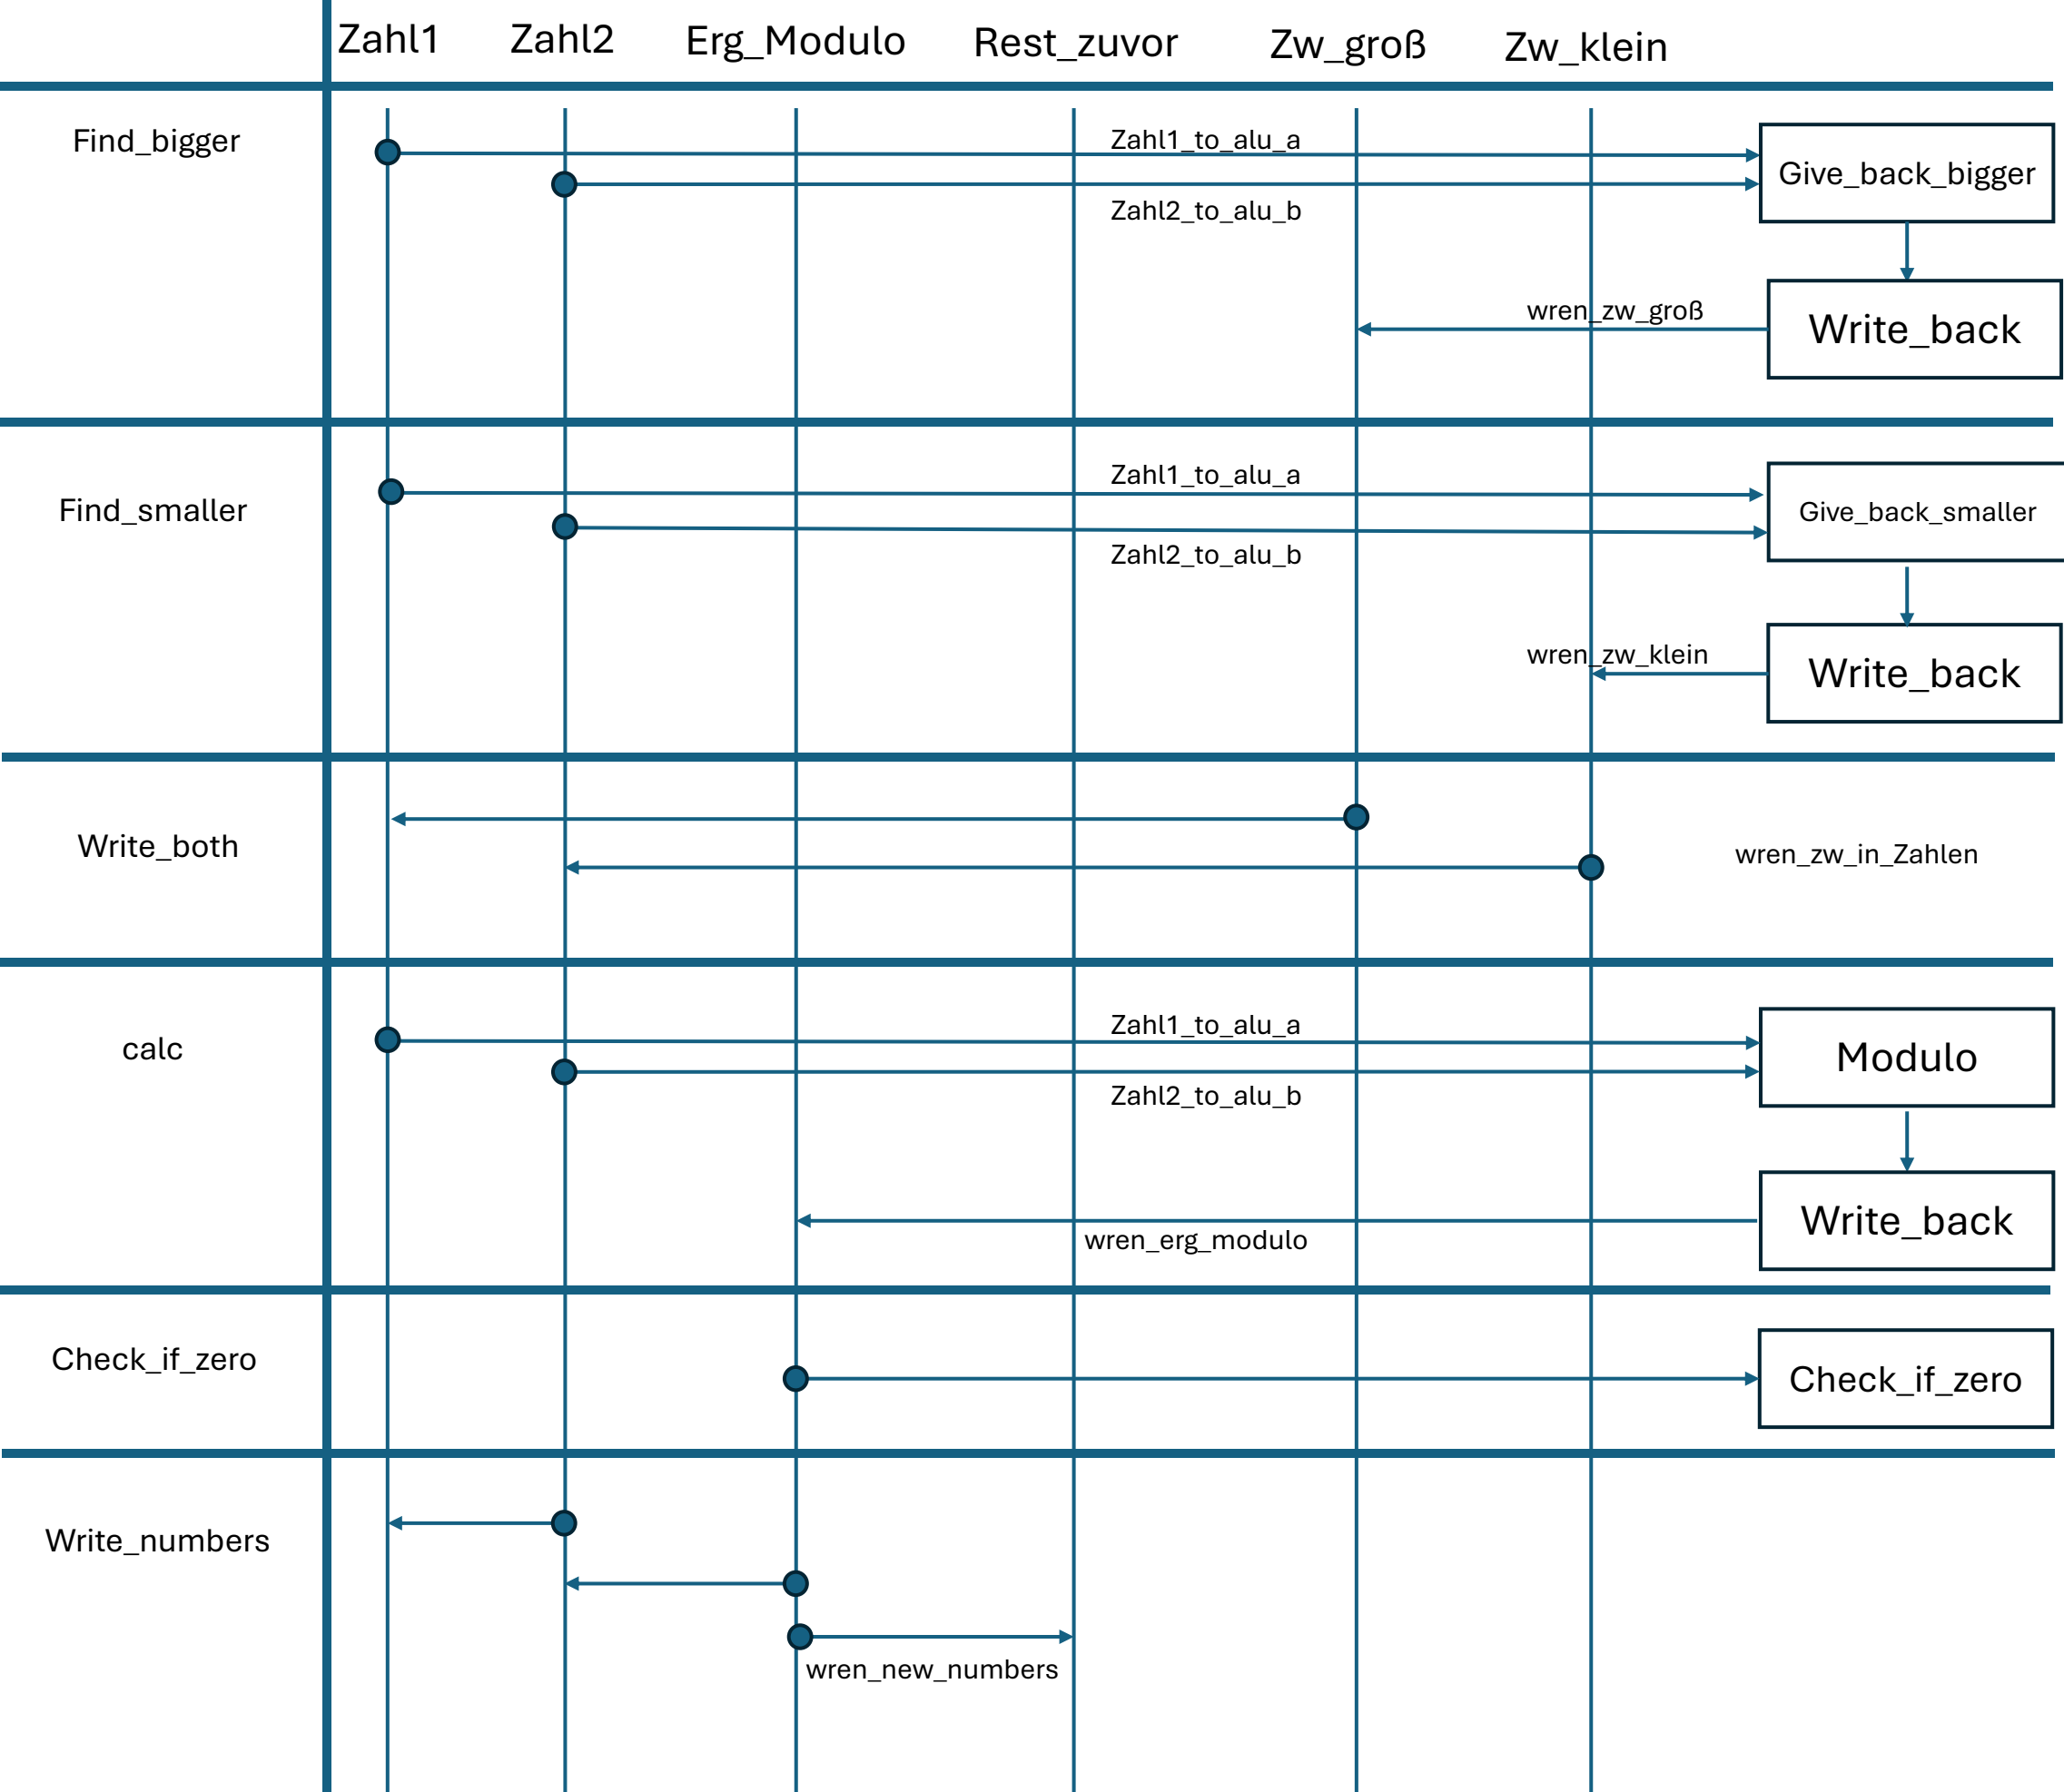 Zahl1
Zahl2
Erg_Modulo
Rest_zuvor
Zw_groß
Zw_klein
Find_bigger
Zahl1_to_alu_a
Zahl2_to_alu_b
Give_back_bigger
wren_zw_groß
Write_back
Find_smaller
Zahl1_to_alu_a
Zahl2_to_alu_b
Give_back_smaller
wren_zw_klein
Write_back
Write_both
wren_zw_in_Zahlen
calc
Zahl1_to_alu_a
Zahl2_to_alu_b
Modulo
Write_back
wren_erg_modulo
Check_if_zero
Check_if_zero
Write_numbers
wren_new_numbers